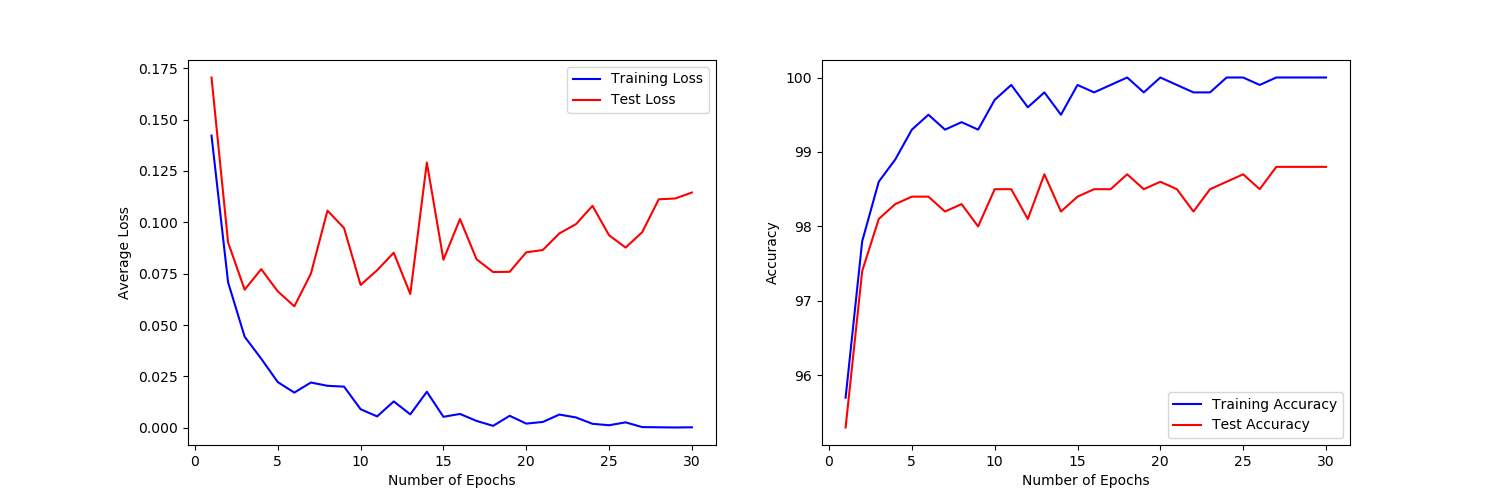 0.175
0.150
0.125
0.100
0.075
0.050
0.025
0.000
Average Loss
0 5 10 15 20 25 30
Number of Epochs
Training Loss
Test Loss
100
99
98
97
96
Accuracy
0 5 10 15 20 25 30
Number of Epochs
Training Accuracy
Test Accuracy